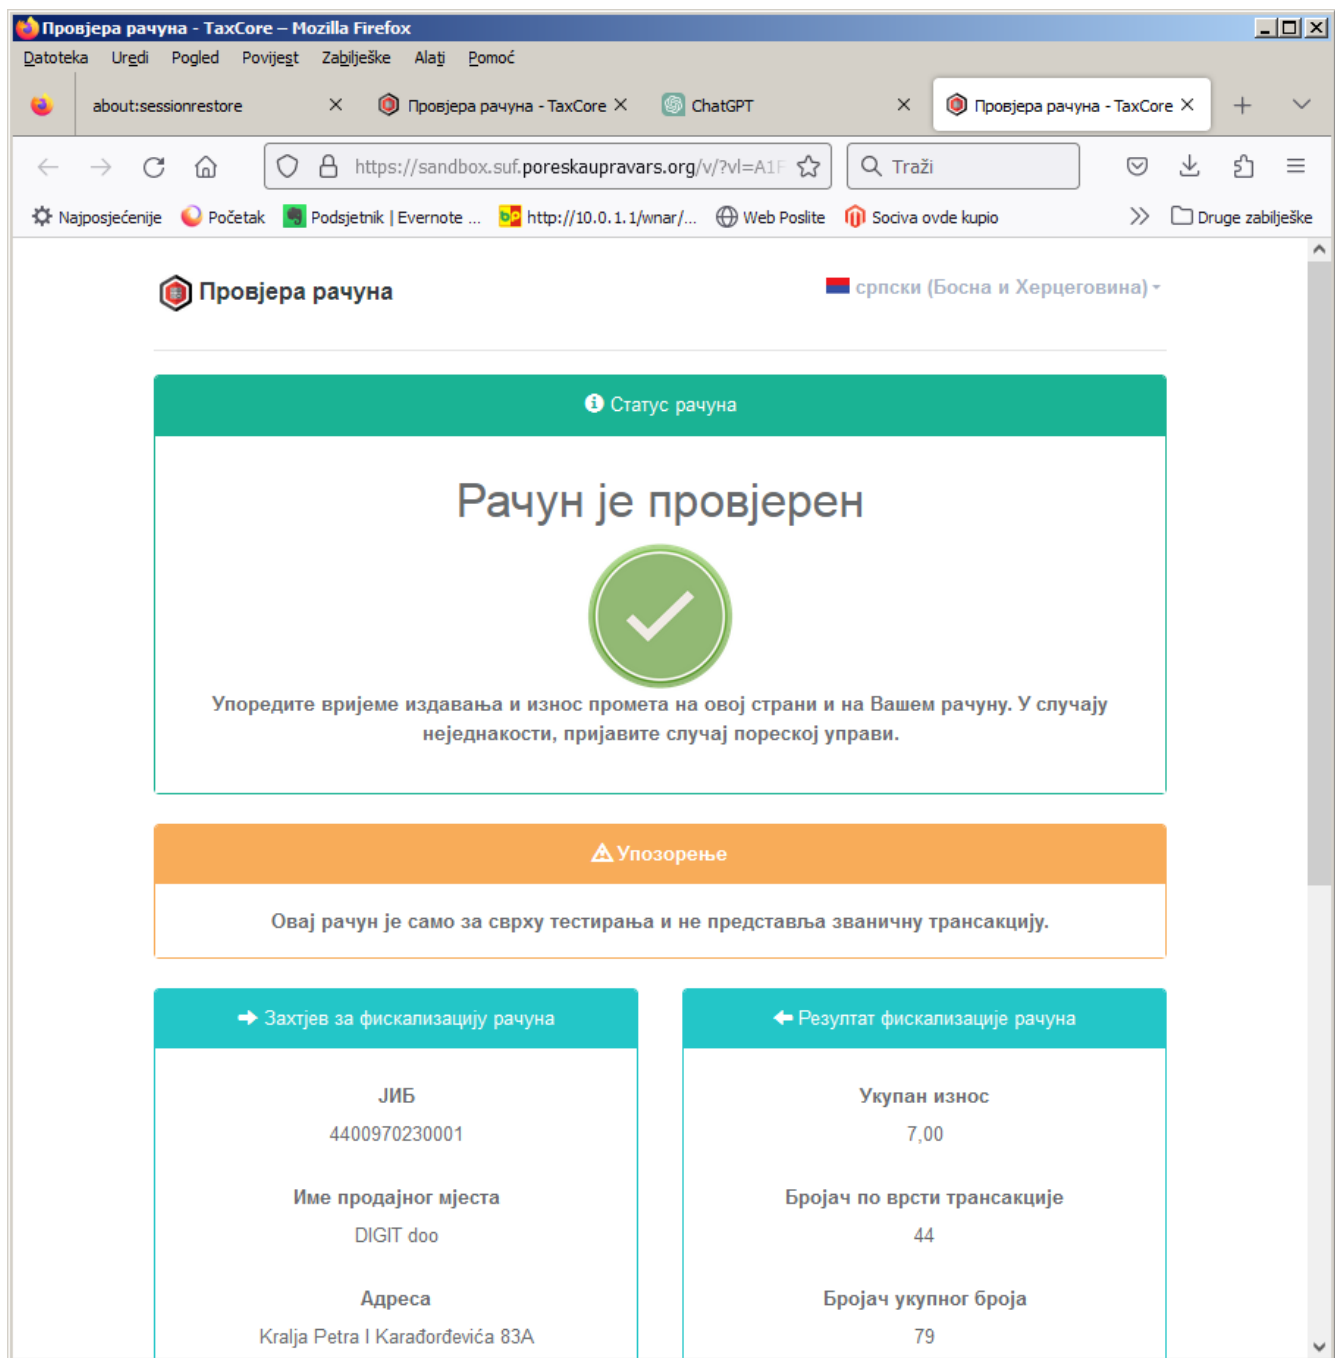 Провјера рачуна - TaxCore – Mozilla Firefox
Datoteka Uredi Pogled Povijest Zabilješke Alati Pomoć
about:sessionrestore Провјера рачуна - TaxCore ChatGPT Провјера рачуна - TaxCore
https://sandbox.suf.poreskaupravars.org/v/?vl=A1F Traži
Najposjećenije Početak Podsjetnik | Evernote ... http://10.0.1.1/wnar/... Web Poslite Sociva ovde kupio Druge zabilješke
Провјера рачуна
српски (Босна и Херцеговина)
Статус рачуна
Рачун је провјерен
Упоредите вријеме издавања и износ промета на овој страни и на Вашем рачуну. У случају
неједнакости, пријавите случај пореској управи.
Упозорење
Овај рачун је само за сврху тестирања и не представља званичну трансакцију.
Захтјев за фискализацију рачуна
ЈИБ
4400970230001
Име продајног мјеста
DIGIT doo
Адреса
Kralja Petra I Karađorđevića 83A
Резултат фискализације рачуна
Укупан износ
7,00
Бројач по врсти трансакције
44
Бројач укупног броја
79